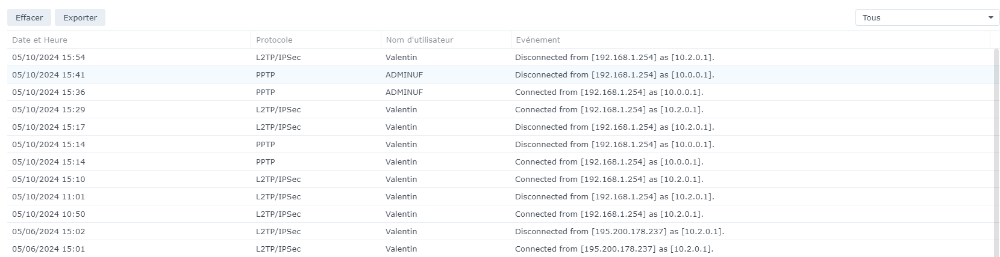 Effacer Exporter Tous
Date et Heure Protocole Nom d'utilisateur Evénement
05/10/2024 15:54 L2TP/IPSec Valentin Disconnected from [192.168.1.254] as [10.2.0.1].
05/10/2024 15:41 PPTP ADMINUF Disconnected from [192.168.1.254] as [10.0.0.1].
05/10/2024 15:36 PPTP ADMINUF Connected from [192.168.1.254] as [10.0.0.1].
05/10/2024 15:29 L2TP/IPSec Valentin Connected from [192.168.1.254] as [10.2.0.1].
05/10/2024 15:17 L2TP/IPSec Valentin Disconnected from [192.168.1.254] as [10.2.0.1].
05/10/2024 15:14 PPTP Valentin Disconnected from [192.168.1.254] as [10.0.0.1].
05/10/2024 15:14 PPTP Valentin Connected from [192.168.1.254] as [10.0.0.1].
05/10/2024 15:10 L2TP/IPSec Valentin Connected from [192.168.1.254] as [10.2.0.1].
05/10/2024 11:01 L2TP/IPSec Valentin Disconnected from [192.168.1.254] as [10.2.0.1].
05/10/2024 10:50 L2TP/IPSec Valentin Connected from [192.168.1.254] as [10.2.0.1].
05/06/2024 15:02 L2TP/IPSec Valentin Disconnected from [195.200.178.237] as [10.2.0.1].
05/06/2024 15:01 L2TP/IPSec Valentin Connected from [195.200.178.237] as [10.2.0.1].